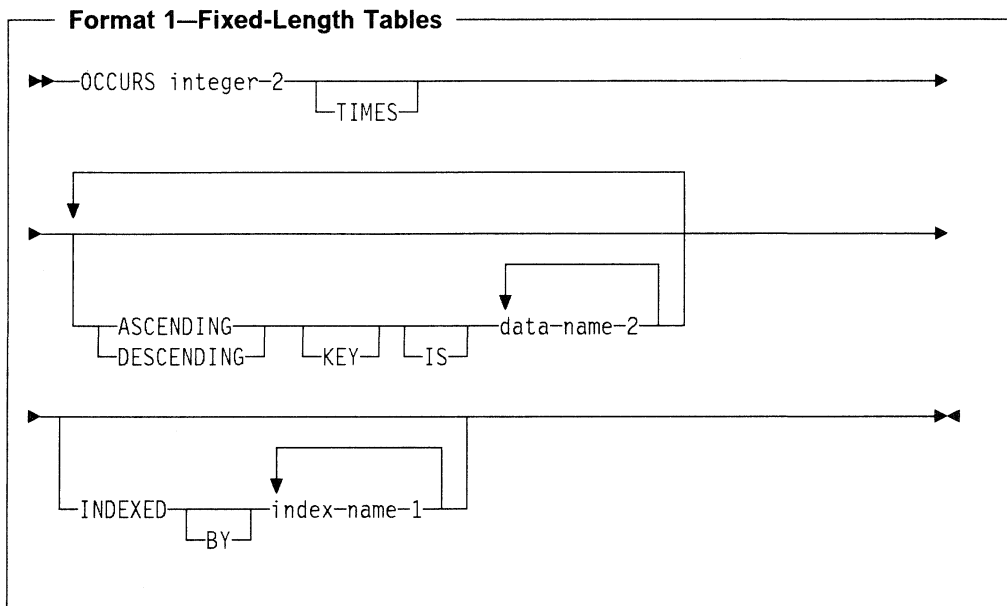 Format 1—Fixed-Length Tables
OCCURS integer-2
TIMES
ASCENDING
DESCENDING
KEY
IS
data-name-2
INDEXED
BY
index-name-1